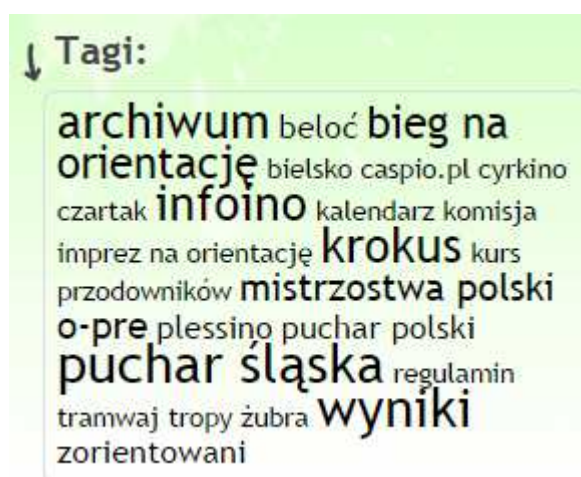 Tagi:
archiwum beloć bieg na
orientację bielsko caspio.pl cyrkino
czartak infoino kalendarz komisja
imprez na orientację krokus kurs
przodowników mistrzostwa polski
o-pre plessino puchar polski
puchar śląska regulamin
tramwaj tropy żubra wyniki
zorientowani